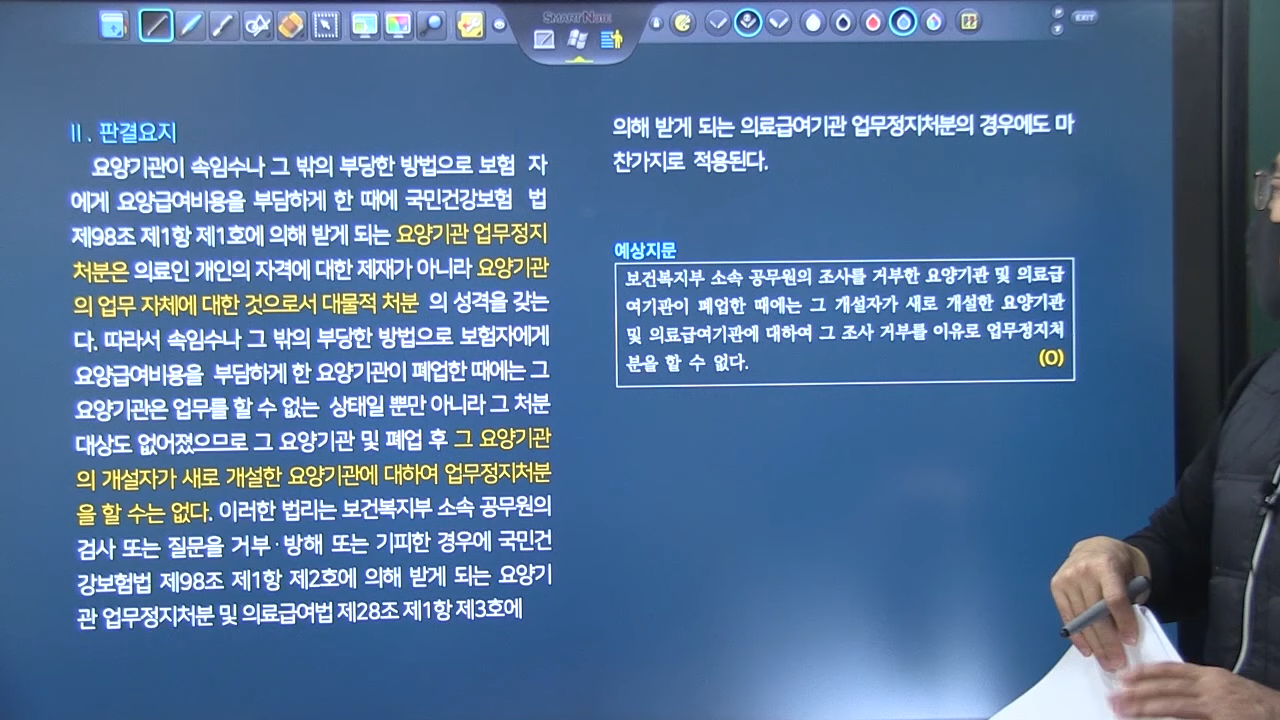 SMART NOTE
EXIT
II. 판결요지
요양기관이 속임수나 그 밖의 부당한 방법으로 보험 자
에게 요양급여비용을 부담하게 한 때에 국민건강보험 법
제98조 제1항 제1호에 의해 받게 되는 요양기관 업무정지
처분은 의료인 개인의 자격에 대한 제재가 아니라 요양기관
의 업무 자체에 대한 것으로서 대물적 처분 의 성격을 갖는
다. 따라서 속임수나 그 밖의 부당한 방법으로 보험자에게
요양급여비용을 부담하게 한 요양기관이 폐업한 때에는 그
요양기관은 업무를 할 수 없는 상태일 뿐만 아니라 그 처분
대상도 없어졌으므로 그 요양기관 및 폐업 후 그 요양기관
의 개설자가 새로 개설한 요양기관에 대하여 업무정지처분
을 할 수는 없다. 이러한 법리는 보건복지부 소속 공무원의
검사 또는 질문을 거부·방해 또는 기피한 경우에 국민건
강보험법 제98조 제1항 제2호에 의해 받게 되는 요양기
관 업무정지처분 및 의료급여법 제28조 제1항 제3호에
의해 받게 되는 의료급여기관 업무정지처분의 경우에도 마
찬가지로 적용된다.
예상지문
보건복지부 소속 공무원의 조사를 거부한 요양기관 및 의료급
여기관이 폐업한 때에는 그 개설자가 새로 개설한 요양기관
및 의료급여기관에 대하여 그 조사 거부를 이유로 업무정지처
분을 할 수 없다. (O)